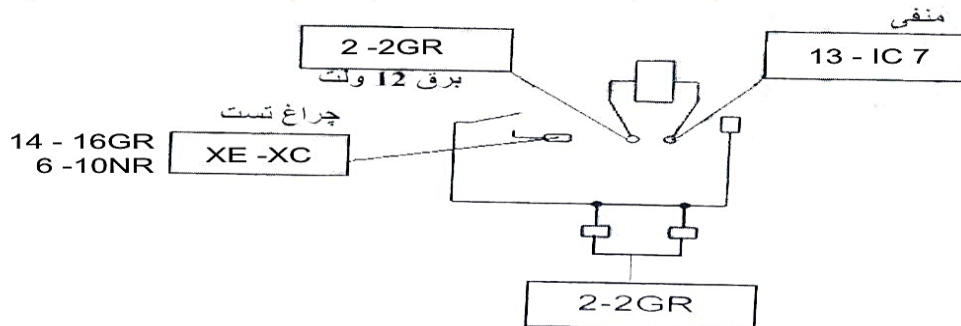 منفی
2 -2GR
13 - IC 7
برق 12 ولت
چراغ تست
14 - 16GR
XE -XC
6 -10NR
2-2GR